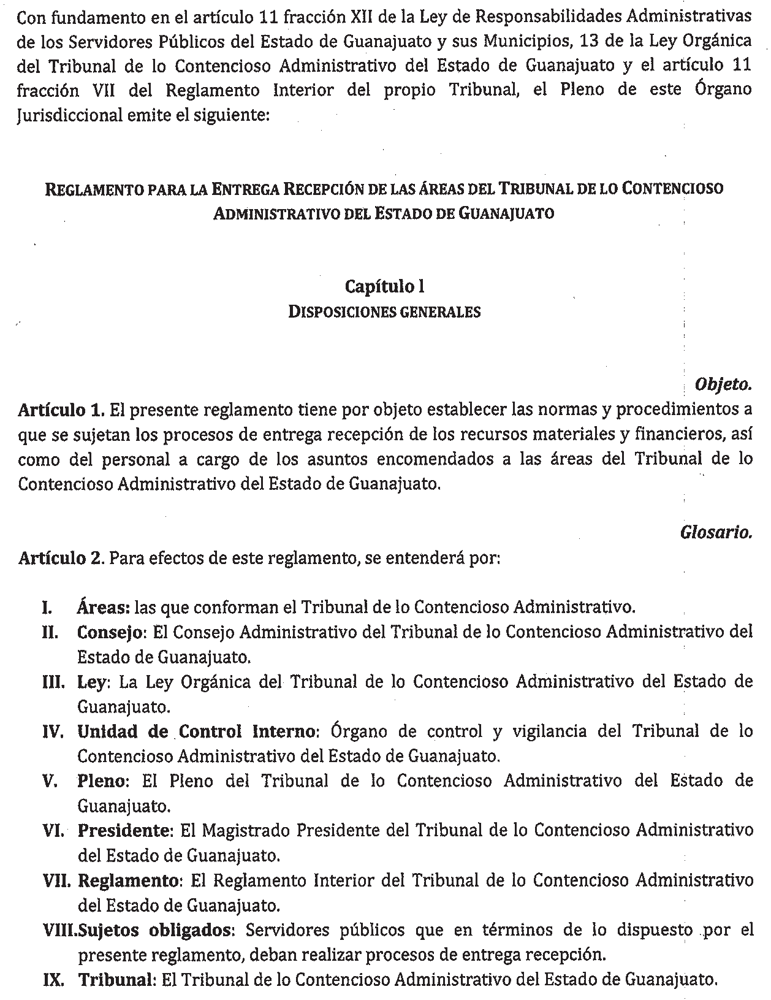 Con fundamento en el artículo 11 fracción XII de la Ley de Responsabilidades Administrativas
de los Servidores Públicos del Estado de Guanajuato y sus Municipios, 13 de la Ley Orgánica
del Tribunal de lo Contencioso Administrativo del Estado de Guanajuato y el artículo 11
fracción VII del Reglamento Interior del propio Tribunal, el Pleno de este Órgano
Jurisdiccional emite el siguiente:
REGLAMENTO PARA LA ENTREGA RECEPCIÓN DE LAS ÁREAS DEL TRIBUNAL DE LO CONTENCIOSO
ADMINISTRATIVO DEL ESTADO DE GUANAJUATO
Capítulo I
DISPOSICIONES GENERALES
Objeto.
Artículo 1. El presente reglamento tiene por objeto establecer las normas y procedimientos a
que se sujetan los procesos de entrega recepción de los recursos materiales y financieros, así
como del personal a cargo de los asuntos encomendados a las áreas del Tribunal de lo
Contencioso Administrativo del Estado de Guanajuato.
Glosario.
Artículo 2. Para efectos de este reglamento, se entenderá por:
I. Áreas: las que conforman el Tribunal de lo Contencioso Administrativo.
II. Consejo: El Consejo Administrativo del Tribunal de lo Contencioso Administrativo del
Estado de Guanajuato.
III. Ley: La Ley Orgánica del Tribunal de lo Contencioso Administrativo del Estado de
Guanajuato.
IV. Unidad de Control Interno: Órgano de control y vigilancia del Tribunal de lo
Contencioso Administrativo del Estado de Guanajuato.
V. Pleno: El Pleno del Tribunal de lo Contencioso Administrativo del Estado de
Guanajuato.
VI. Presidente: El Magistrado Presidente del Tribunal de lo Contencioso Administrativo
del Estado de Guanajuato.
VII. Reglamento: El Reglamento Interior del Tribunal de lo Contencioso Administrativo
del Estado de Guanajuato.
VIII.Sujetos obligados: Servidores públicos que en términos de lo dispuesto por el
presente reglamento, deban realizar procesos de entrega recepción.
IX. Tribunal: El Tribunal de lo Contencioso Administrativo del Estado de Guanajuato.